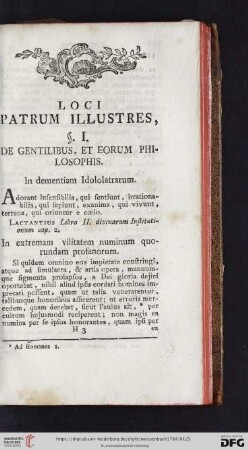 LOCI
PATRUM ILLUSTRES,
§. I.
DE GENTILIBUS, ET EORUM PHI-
LOSOPHIS.
In dementiam Idololatrarum.
Adorant insensibilia, qui sentiunt, irrationa-
bilia, qui sapiunt, exanima, qui vivunt,
terrena, qui oriuntur e cœlo.
LACTANTIUS Libro II. divinarum Instituti-
onum cap. 2.
In extremam vilitatem numinum quo-
rundam profanorum.
Si quidem omnino eos impietate constringi,
atque ad simulacra, & artis opera, manuum-
que figmenta prolapsos, a Dei gloria dejici
oportebat, nihil aliud ipsis cordati homines im-
precari possent, quam ut talia venerarentur,
taliumque honoribus afficerent; ut erroris mer-
cedem, quam decebat, sicut Paulus ait, * per
cultum hujusmodi reciperent; non magis ea
numina per se ipsos honorantes, quam ipsi per
H 3 ea
* Ad Romanos 1.